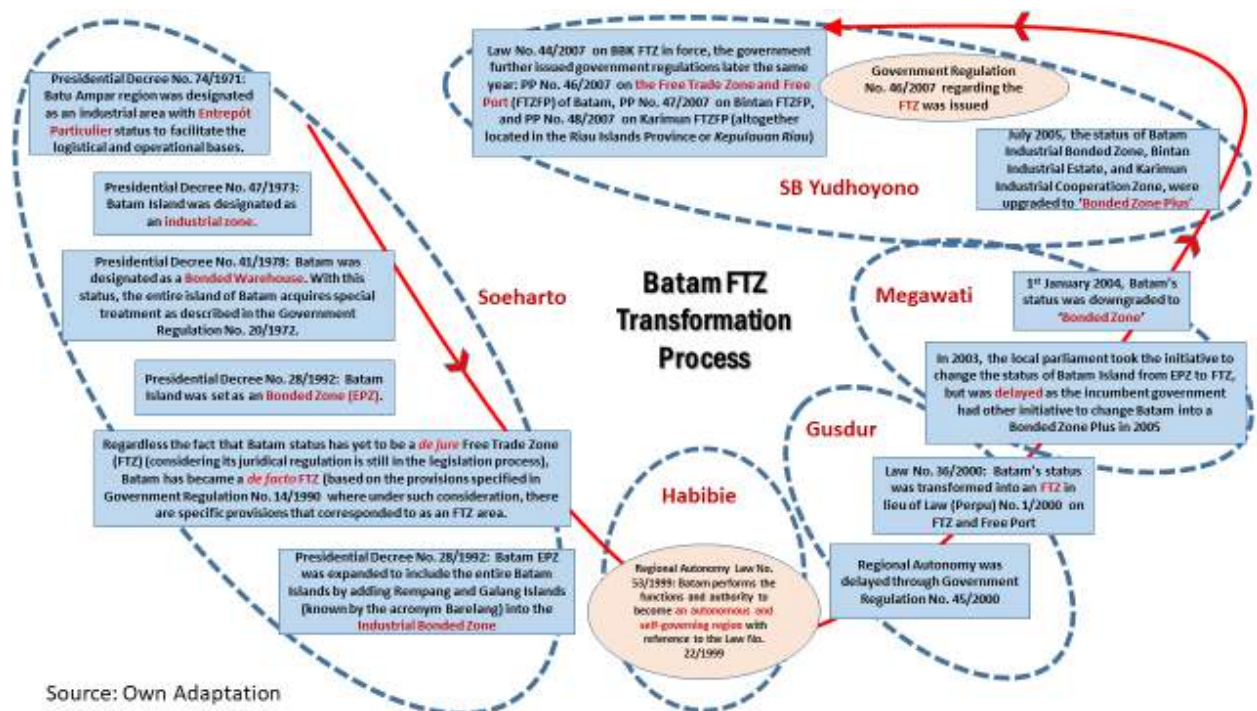 Presidential Decree No. 74/1971:
Batu Ampar region was designated
as an industrial area with Entrepôt
Particulier status to facilitate the
logistical and operational bases.
Presidential Decree No. 47/1973:
Batam Island was designated as
an industrial zone.
Presidential Decree No. 41/1978: Batam was
designated as a Bonded Warehouse. With this
status, the entire island of Batam acquires special
treatment as described in the Government
Regulation No. 20/1972.
Presidential Decree No. 28/1992: Batam
Island was set as an Bonded Zone (EPZ).
Regardless the fact that Batam status has yet to be a de jure Free Trade Zone
(FTZ) (considering its juridical regulation is still in the legislation process),
Batam has became a de facto FTZ (based on the provisions specified in
Government Regulation No. 14/1990 where under such consideration, there
are specific provisions that corresponded to as an FTZ area.
Presidential Decree No. 28/1992: Batam EPZ
was expanded to include the entire Batam
Islands by adding Rempang and Galang Islands
(known by the acronym Barelang) into the
Industrial Bonded Zone
Soeharto
Batam FTZ
Transformation
Process
Habibie
Regional Autonomy Law No.
53/1999: Batam performs the
functions and authority to
become an autonomous and
self-governing region with
reference to the Law No.
22/1999
Gusdur
Regional Autonomy was
delayed through Government
Regulation No. 45/2000
Law No. 36/2000: Batam's status
was transformed into an FTZ in
lieu of Law (Perpu) No. 1/2000 on
FTZ and Free Port
Megawati
In 2003, the local parliament took the initiative to
change the status of Batam Island from EPZ to FTZ,
but was delayed as the incumbent government
had other initiative to change Batam into a
Bonded Zone Plus in 2005
1st January 2004, Batam's
status was downgraded to
'Bonded Zone'
SB Yudhoyono
July 2005, the status of Batam
Industrial Bonded Zone, Bintan
Industrial Estate, and Karimun
Industrial Cooperation Zone, were
upgraded to 'Bonded Zone Plus'
Government Regulation
No. 46/2007 regarding the
FTZ was issued
Law No. 44/2007 on BBK FTZ in force, the government
further issued government regulations later the same
year: PP No. 46/2007 on the Free Trade Zone and Free
Port (FTZFP) of Batam, PP No. 47/2007 on Bintan FTZFP,
and PP No. 48/2007 on Karimun FTZFP (altogether
located in the Riau Islands Province or Kepulauan Riau)
Source: Own Adaptation